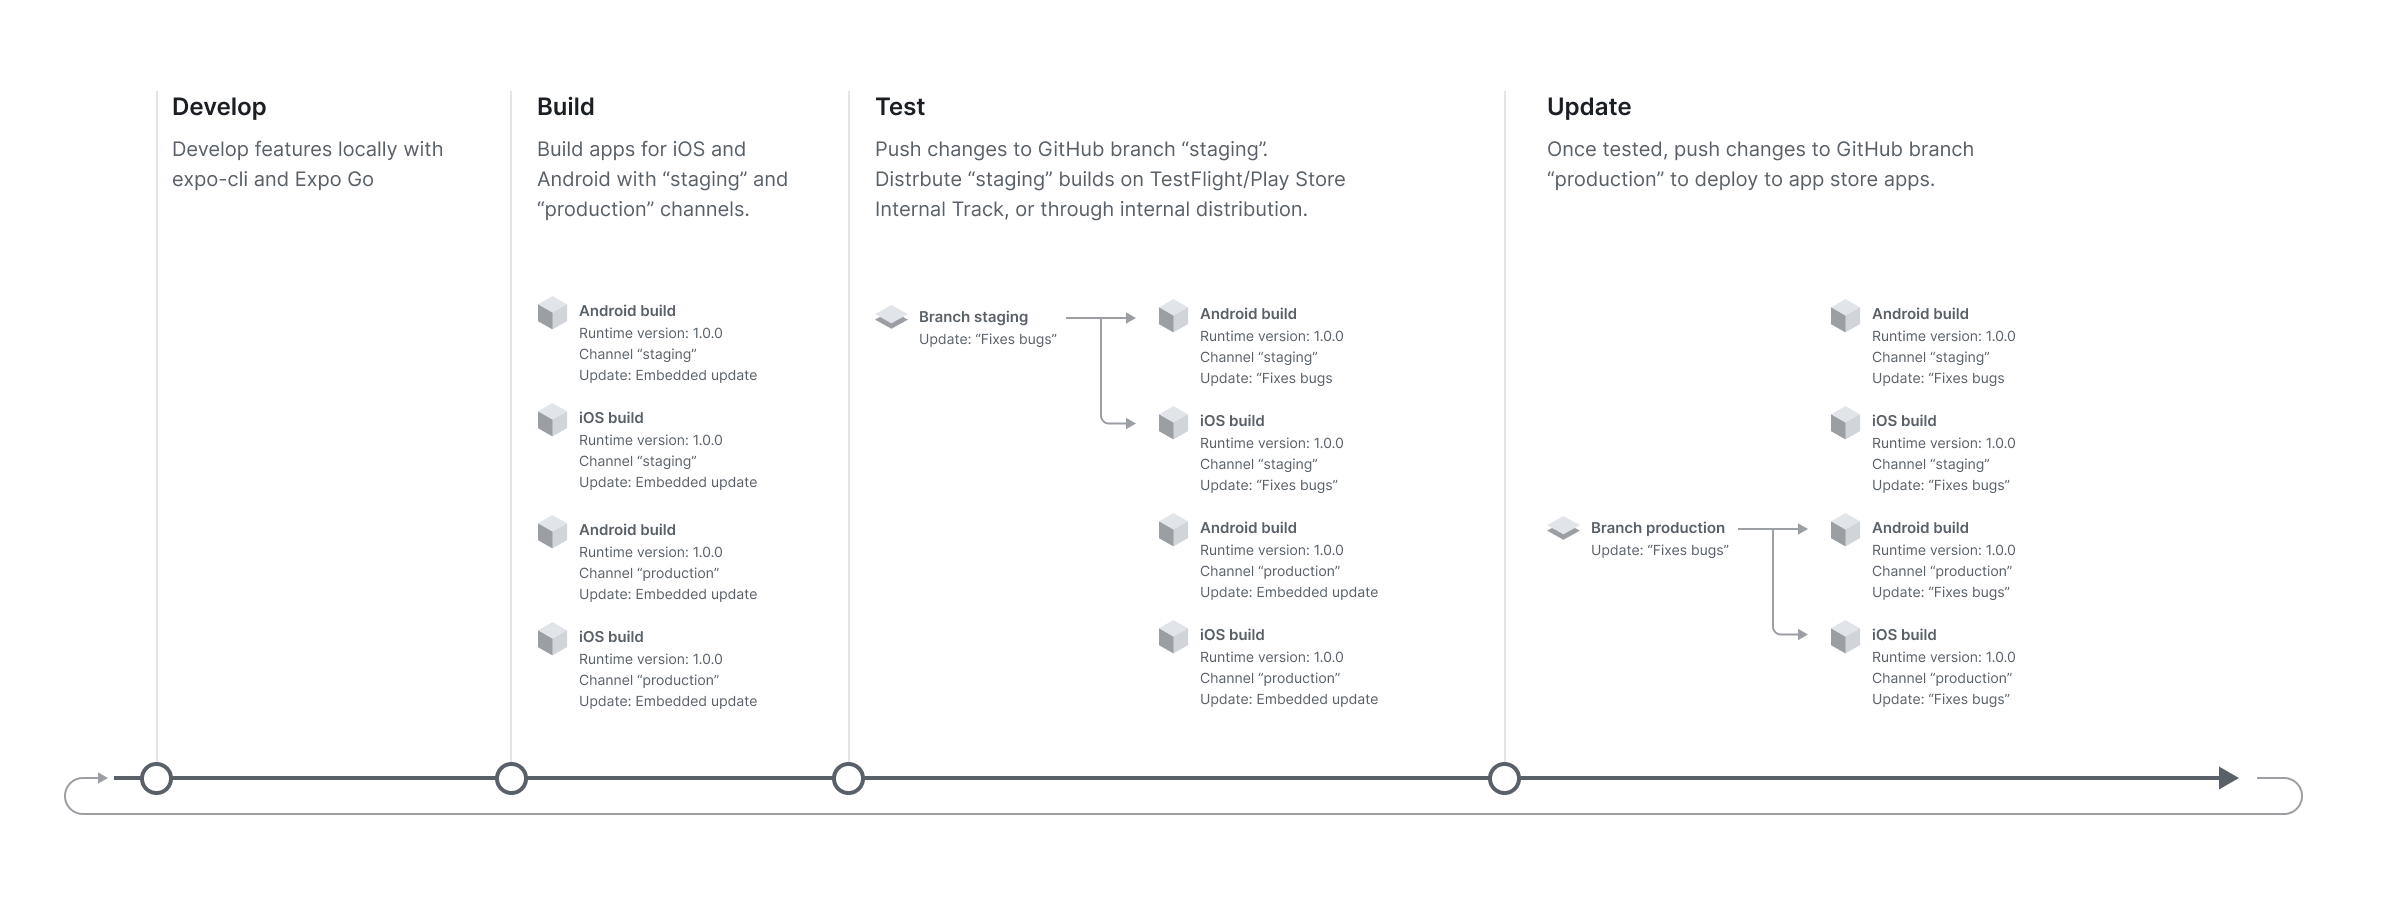 Develop
Develop features locally with
expo-cli and Expo Go
Build
Build apps for iOS and
Android with “staging” and
“production” channels.
Android build
Runtime version: 1.0.0
Channel “staging”
Update: Embedded update
iOS build
Runtime version: 1.0.0
Channel “staging”
Update: Embedded update
Android build
Runtime version: 1.0.0
Channel “production”
Update: Embedded update
iOS build
Runtime version: 1.0.0
Channel “production”
Update: Embedded update
Test
Push changes to GitHub branch “staging”.
Distrbute “staging” builds on TestFlight/Play Store
Internal Track, or through internal distribution.
Branch staging
Update: “Fixes bugs”
Android build
Runtime version: 1.0.0
Channel “staging”
Update: “Fixes bugs
iOS build
Runtime version: 1.0.0
Channel “staging”
Update: “Fixes bugs”
Android build
Runtime version: 1.0.0
Channel “production”
Update: Embedded update
iOS build
Runtime version: 1.0.0
Channel “production”
Update: Embedded update
Update
Once tested, push changes to GitHub branch
“production” to deploy to app store apps.
Branch production
Update: “Fixes bugs”
Android build
Runtime version: 1.0.0
Channel “staging”
Update: “Fixes bugs
iOS build
Runtime version: 1.0.0
Channel “staging”
Update: “Fixes bugs”
Android build
Runtime version: 1.0.0
Channel “production”
Update: “Fixes bugs”
iOS build
Runtime version: 1.0.0
Channel “production”
Update: “Fixes bugs”